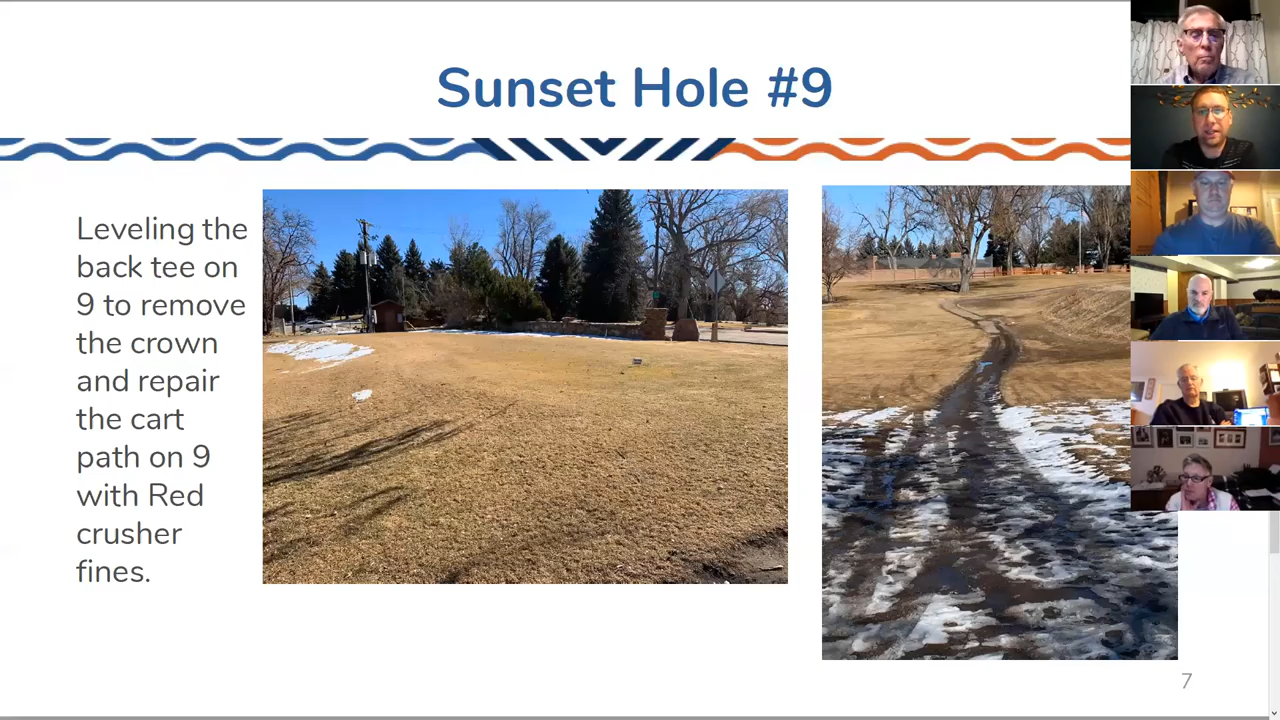 Sunset Hole #9
Leveling the
back tee on
9 to remove
the crown
and repair
the cart
path on 9
with Red
crusher
fines.
7